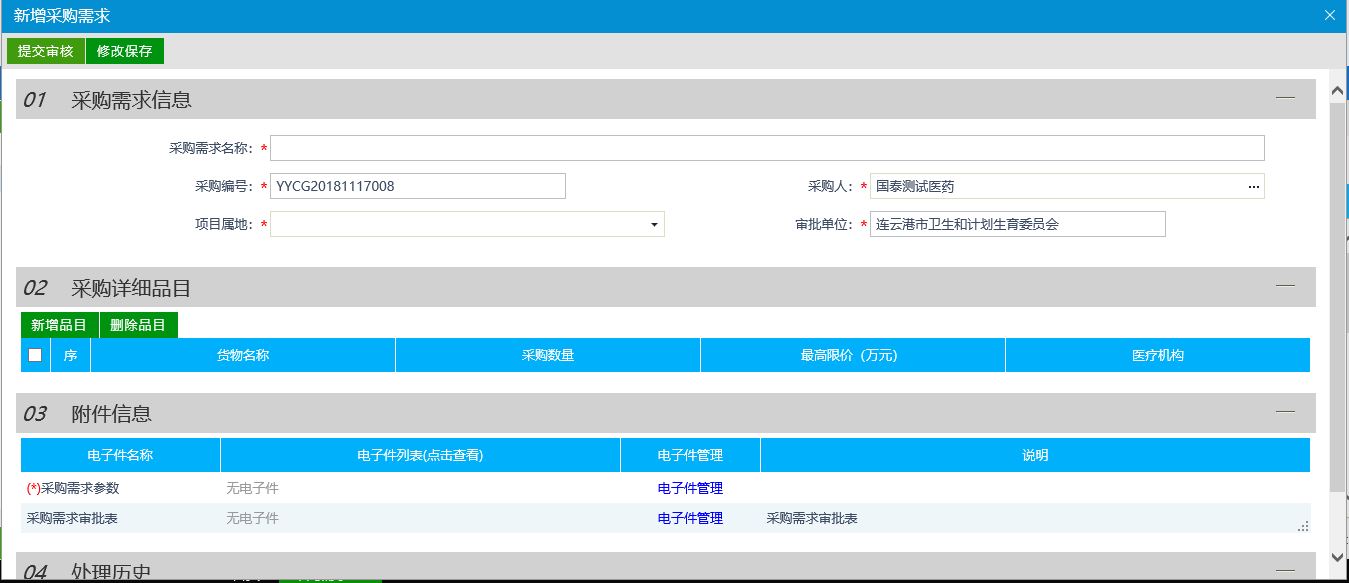 新增采购需求
提交审核 修改保存
01 采购需求信息
采购需求名称：*
采购编号：* YYCG20181117008 采购人：* 国泰测试医药 ...
项目属地：* 审批单位：* 连云港市卫生和计划生育委员会
02 采购详细品目
新增品目 删除品目
序 货物名称 采购数量 最高限价（万元） 医疗机构
03 附件信息
电子件名称 电子件列表(点击查看) 电子件管理 说明
(*)采购需求参数 无电子件 电子件管理
采购需求审批表 无电子件 电子件管理 采购需求审批表
04 处理历史